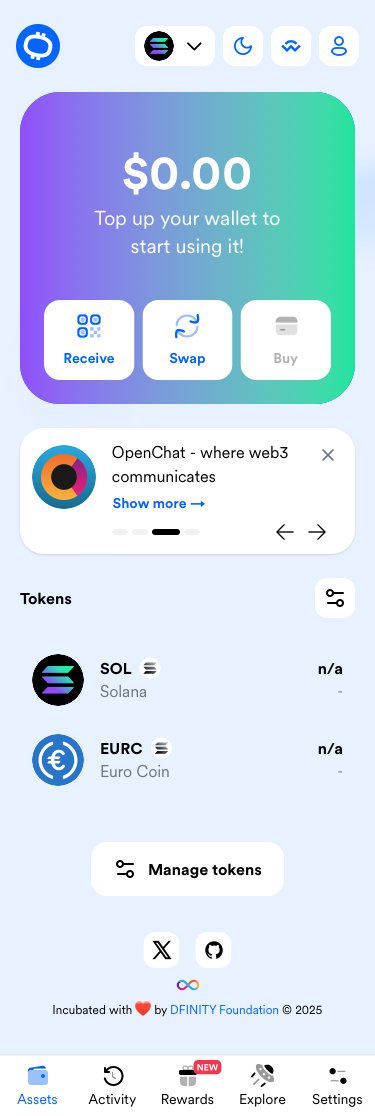 $0.00
Top up your wallet to
start using it!
Receive
Swap
Buy
OpenChat - where web3
communicates
Show more →
Tokens
SOL
n/a
Solana
-
EURC
n/a
Euro Coin
-
Manage tokens
Incubated with ❤️ by DFINITY Foundation © 2025
NEW
Assets
Activity
Rewards
Explore
Settings